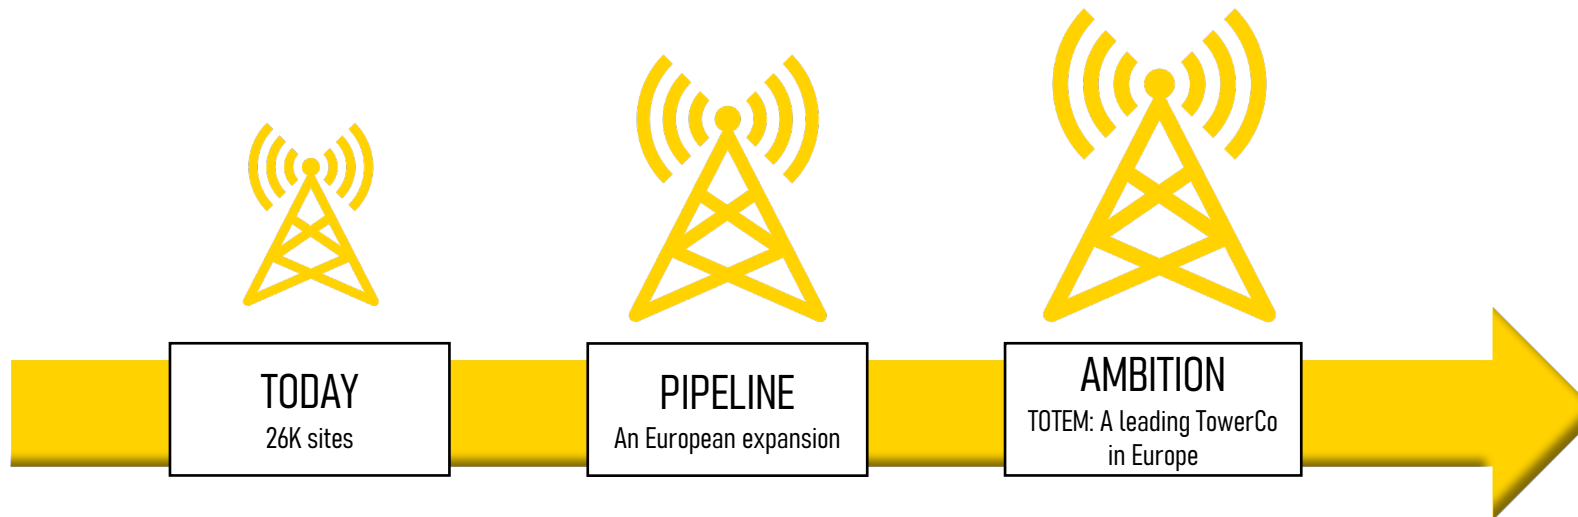 TODAY
26K sites
PIPELINE
An European expansion
AMBITION
TOTEM: A leading TowerCo
in Europe